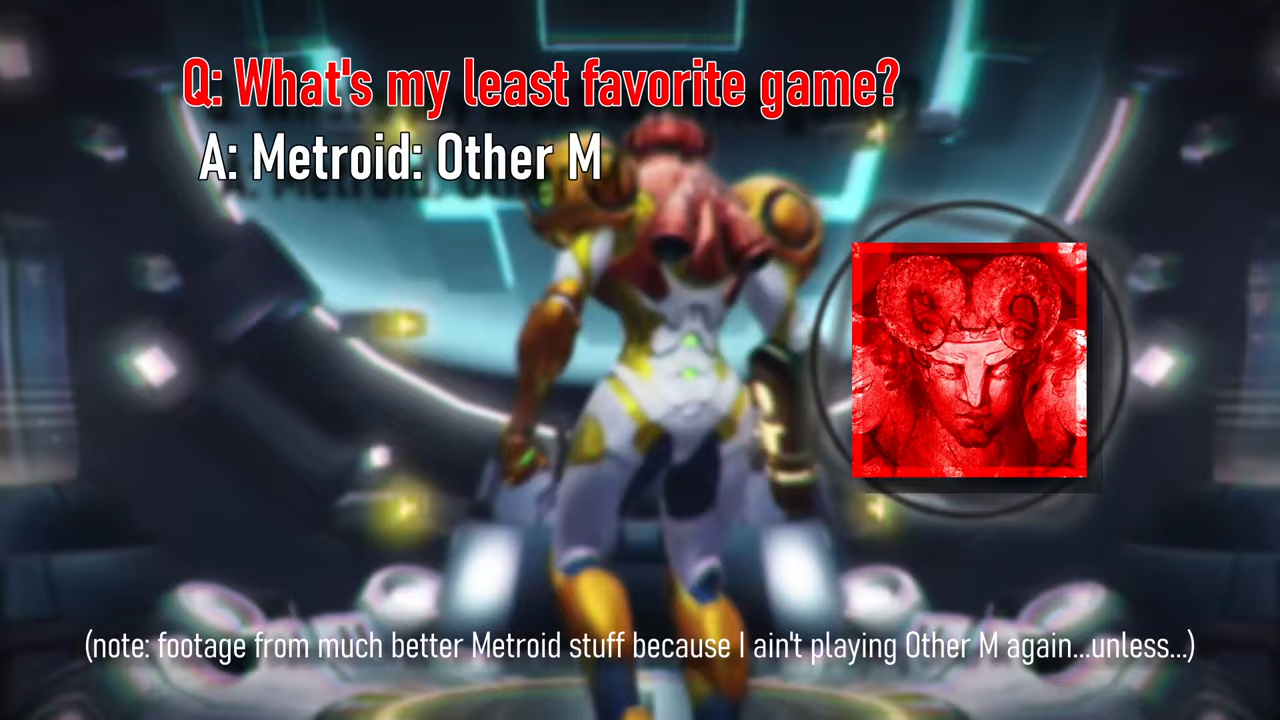 Q: What's my least favorite game?
A: Metroid: Other M
(note: footage from much better Metroid stuff because I ain't playing Other M again...unless...)